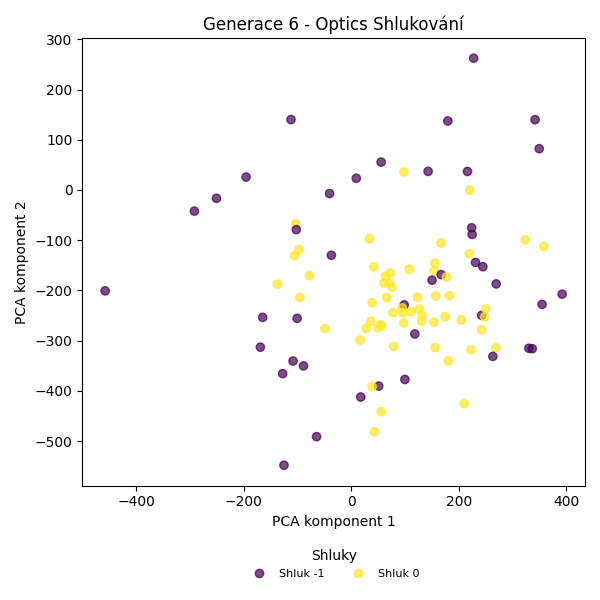 Generace 6 - Optics Shlukování
300
200
100
0
−100
−200
−300
−400
−500
PCA komponent 2
−400
−200
0
200
400
PCA komponent 1
Shluky
Shluk -1
Shluk 0